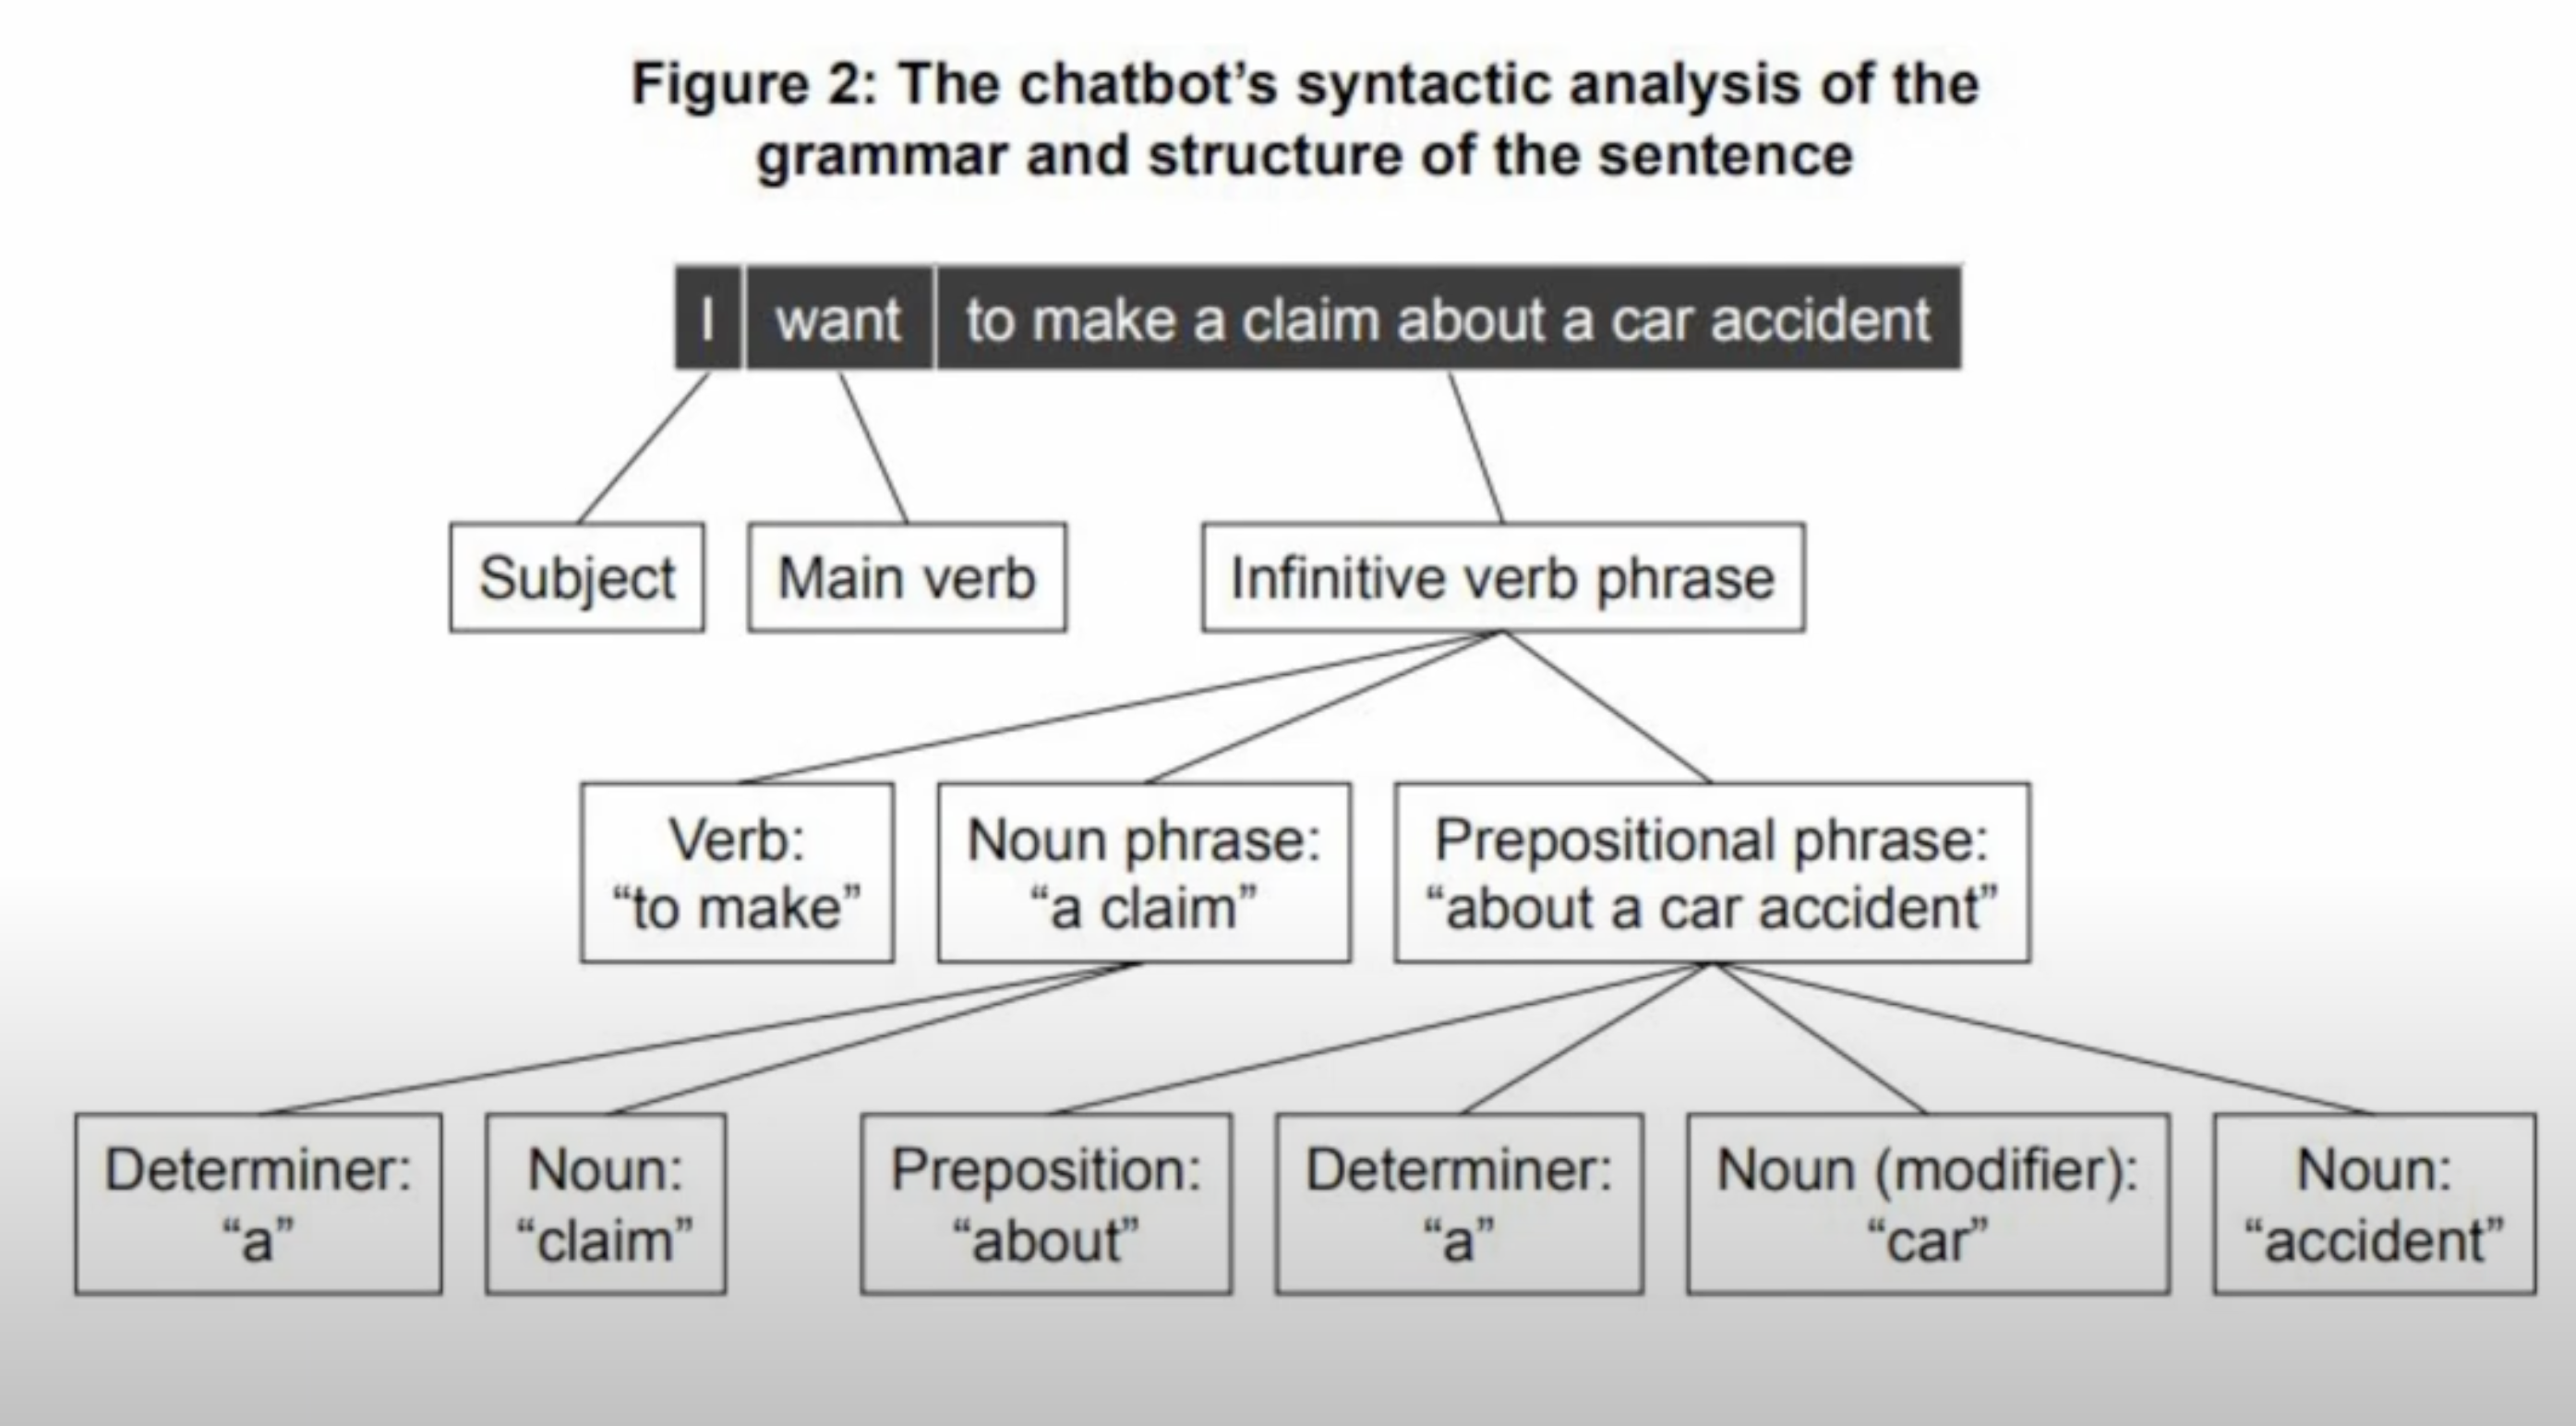 Figure 2: The chatbot’s syntactic analysis of the
grammar and structure of the sentence
I want to make a claim about a car accident
Subject
Main verb
Infinitive verb phrase
Verb:
“to make”
Noun phrase:
“a claim”
Prepositional phrase:
“about a car accident”
Determiner:
“a”
Noun:
“claim”
Preposition:
“about”
Determiner:
“a”
Noun (modifier):
“car”
Noun:
“accident”